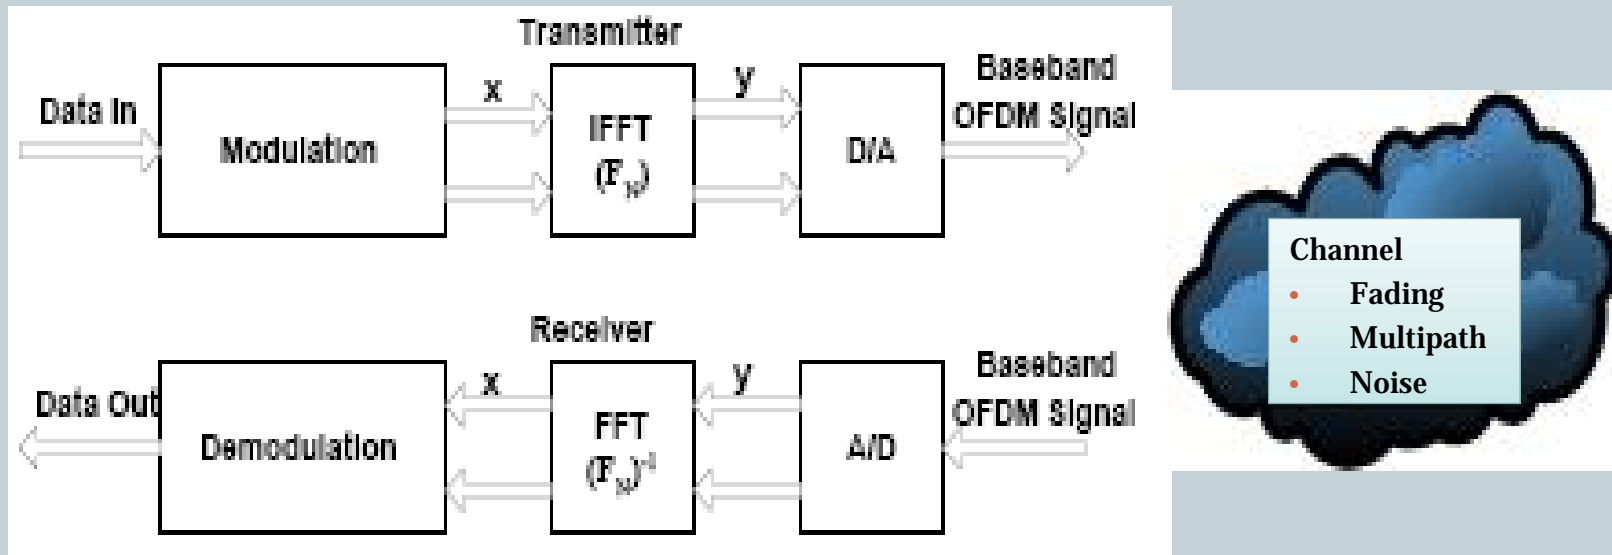 Transmitter
Data In
Modulation
x
IFFT
(F_N)
y
D/A
Baseband
OFDM Signal
Receiver
Data Out
Demodulation
x
FFT
(F_N)^-1
y
A/D
Baseband
OFDM Signal
Channel
• Fading
• Multipath
• Noise